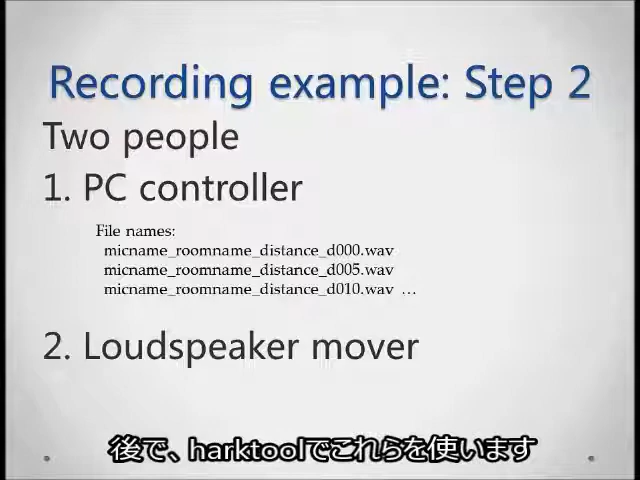 Recording example: Step 2
Two people
1. PC controller
File names:
micname_roomname_distance_d000.wav
micname_roomname_distance_d005.wav
micname_roomname_distance_d010.wav …
2. Loudspeaker mover
後で、harktoolでこれらを使います